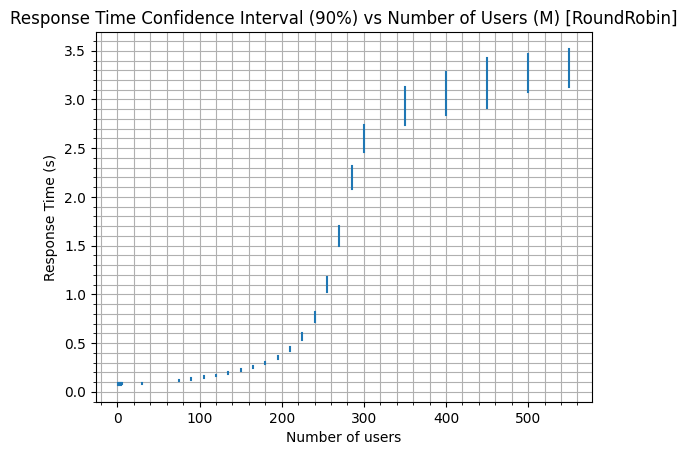 Response Time Confidence Interval (90%) vs Number of Users (M) [RoundRobin]
3.5
3.0
2.5
2.0
1.5
1.0
0.5
0.0
Response Time (s)
0 100 200 300 400 500
Number of users